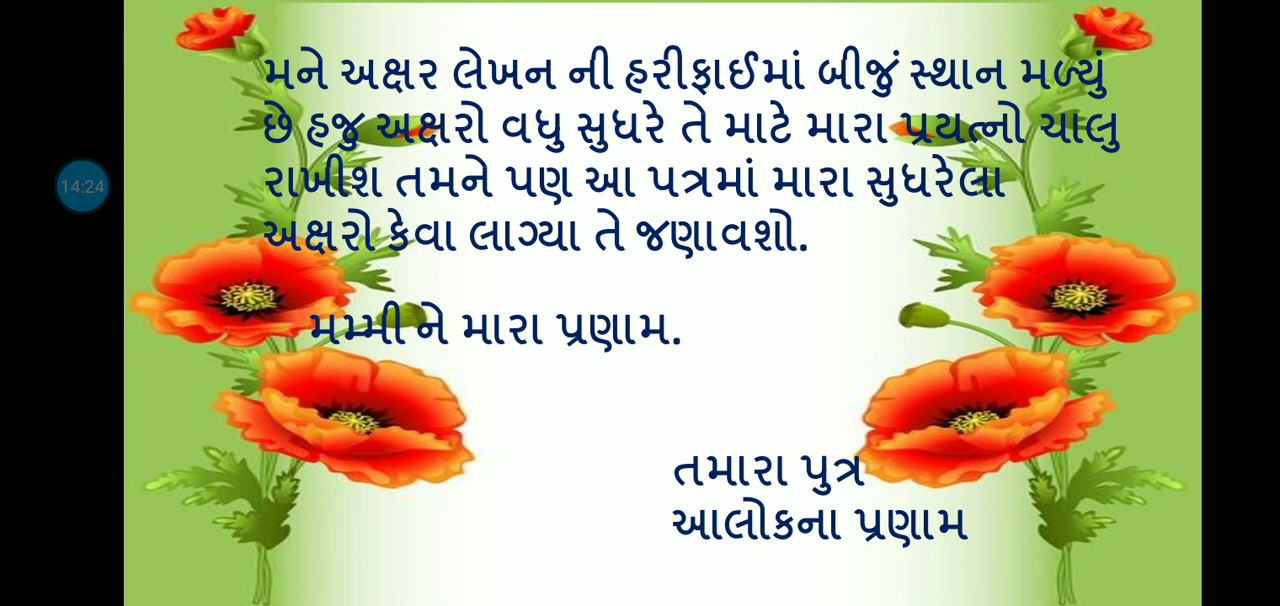 મને અક્ષર લેખન ની હરીફાઈમાં બીજું સ્થાન મળ્યું
છે હજુ અક્ષરો વધુ સુધરે તે માટે મારા પ્રયત્નો ચાલુ
રાખીશ તમને પણ આ પત્રમાં મારા સુધરેલા
અક્ષરો કેવા લાગ્યા તે જણાવશો.
મમ્મી ને મારા પ્રણામ.
તમારા પુત્ર
આલોકના પ્રણામ
14:24